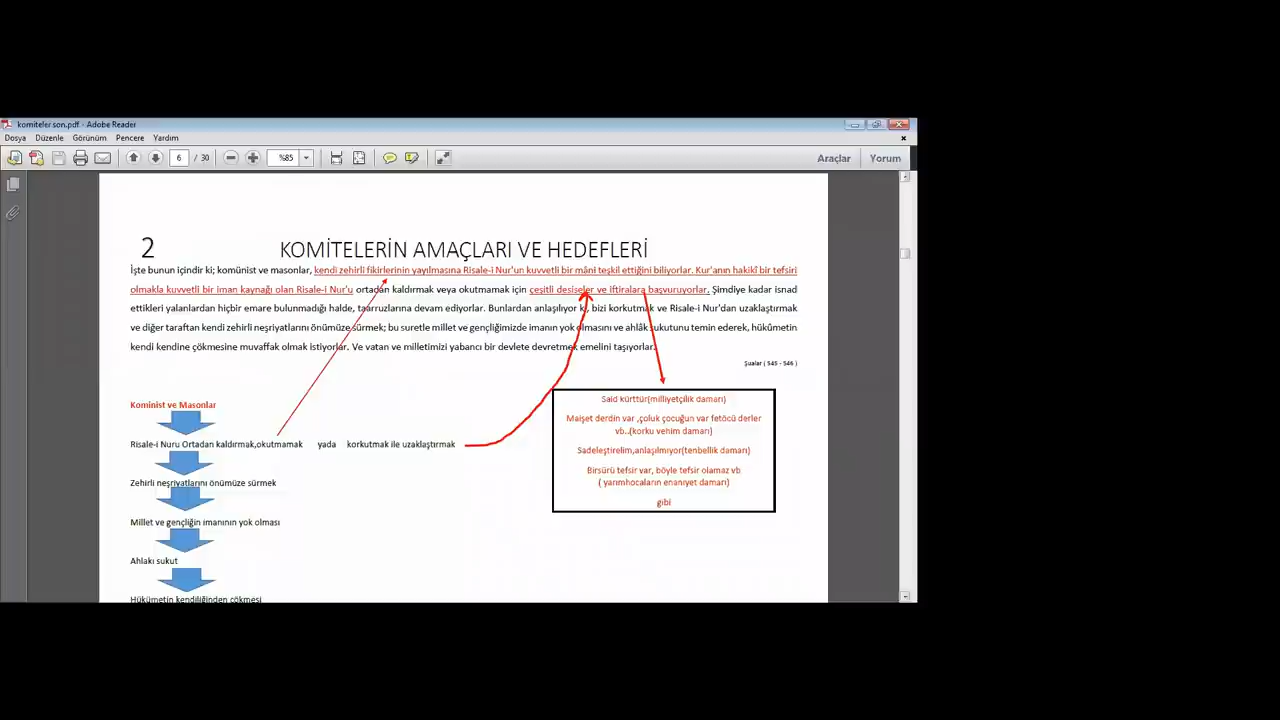 komiteler son.pdf - Adobe Reader
Dosya Düzenle Görünüm Pencere Yardım
6 / 30 %85 Araçlar Yorum
2 KOMİTELERİN AMAÇLARI VE HEDEFLERİ
İşte bunun içindir ki; komünist ve masonlar, kendi zehirli fikirlerinin yayılmasına Risale-i Nur'un kuvvetli bir mâni teşkil ettiğini biliyorlar. Kur'anın hakikî bir tefsiri
olmakla kuvvetli bir iman kaynağı olan Risale-i Nur'u ortadan kaldırmak veya okutmamak için çeşitli desiseler ve iftiralara başvuruyorlar. Şimdiye kadar isnad
ettikleri yalanlardan hiçbir emare bulunmadığı halde, taarruzlarına devam ediyorlar. Bunlardan anlaşılıyor ki, bizi korkutmak ve Risale-i Nur'dan uzaklaştırmak
ve diğer taraftan kendi zehirli neşriyatlarını önümüze sürmek; bu suretle millet ve gençliğimizde imanın yok olmasını ve ahlâk sukutunu temin ederek, hükûmetin
kendi kendine çökmesine muvaffak olmak istiyorlar. Ve vatan ve milletimizi yabancı bir devlete devretmek emelini taşıyorlar.
Şualar ( 545 - 546 )
Kominist ve Masonlar
Risale-i Nuru Ortadan kaldırmak,okutmamak yada korkutmak ile uzaklaştırmak
Zehirli neşriyatlarını önümüze sürmek
Millet ve gençliğin imanının yok olması
Ahlakı sukut
Hükümetin kendiliğinden çökmesi
Said kürttür(milliyetçilik damarı)
Maişet derdin var ,çoluk çocuğun var fetöcü derler
vb..(korku vehim damarı)
Sadeleştirelim,anlaşılmıyor(tenbellik damarı)
Birsürü tefsir var, böyle tefsir olamaz vb
( yarımhocaların enaniyet damarı)
gibi